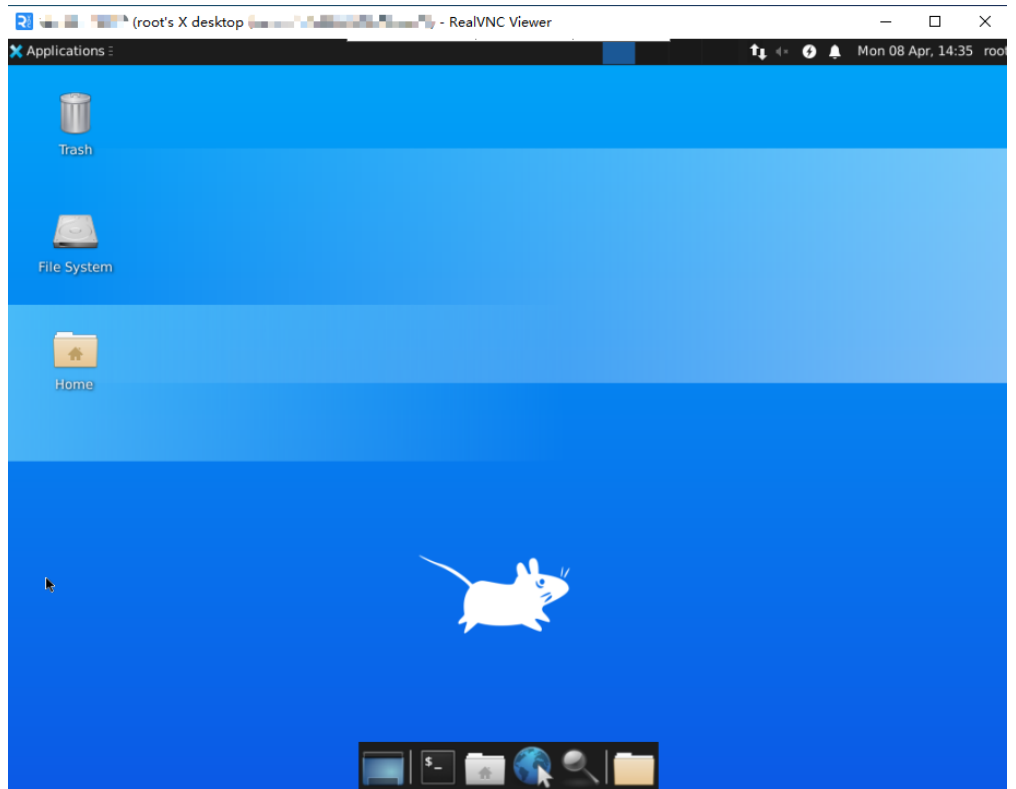 (root's X desktop - RealVNC Viewer
Applications
Mon 08 Apr, 14:35 root
Trash
File System
Home
$_